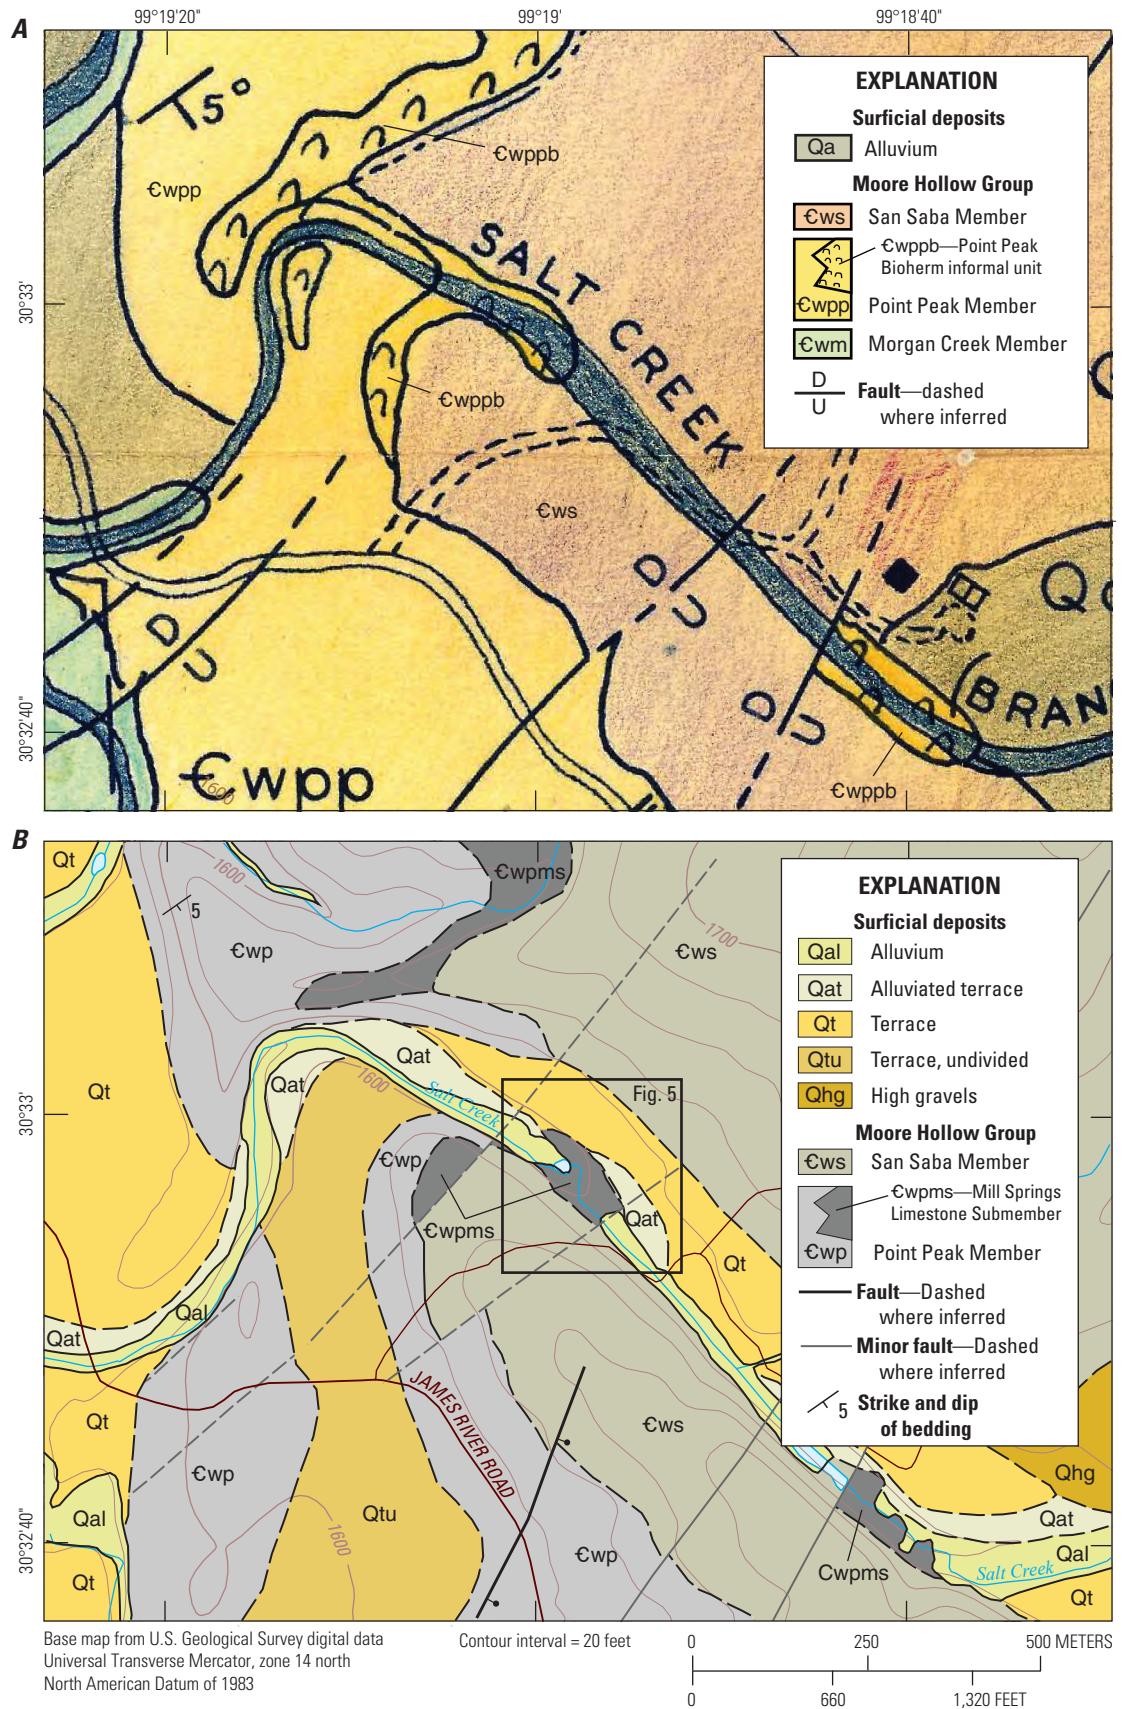 A
99°19'20"
99°19'
99°18'40"
30°33'
30°32'40"
5°
Ꞓwpp
Ꞓwppb
SALT CREEK
Ꞓwppb
Ꞓws
D
U
D
U
D
U
Ꞓwpp
1600
Ꞓwppb
(BRAN
EXPLANATION
Surficial deposits
Qa Alluvium
Moore Hollow Group
Ꞓws San Saba Member
Ꞓwppb—Point Peak
Bioherm informal unit
Ꞓwpp Point Peak Member
Ꞓwm Morgan Creek Member
D
U
Fault—dashed
where inferred
B
30°33'
30°32'40"
Qt
1600
Ꞓwpms
5
Ꞓwp
Ꞓws
1700
Qt
Qat
Qat
1600
Salt Creek
Fig. 5
Ꞓwp
Ꞓwpms
Qat
Qt
Qal
Qat
JAMES RIVER ROAD
Qt
Ꞓws
Ꞓwp
Qhg
Qal
Qtu
1600
Qat
Ꞓwp
Qal
Cwpms
Salt Creek
Qt
Qt
EXPLANATION
Surficial deposits
Qal Alluvium
Qat Alluviated terrace
Qt Terrace
Qtu Terrace, undivided
Qhg High gravels
Moore Hollow Group
Ꞓws San Saba Member
Ꞓwpms—Mill Springs
Limestone Submember
Ꞓwp Point Peak Member
Fault—Dashed
where inferred
Minor fault—Dashed
where inferred
5 Strike and dip
of bedding
Base map from U.S. Geological Survey digital data
Universal Transverse Mercator, zone 14 north
North American Datum of 1983
Contour interval = 20 feet
0 250 500 METERS
0 660 1,320 FEET